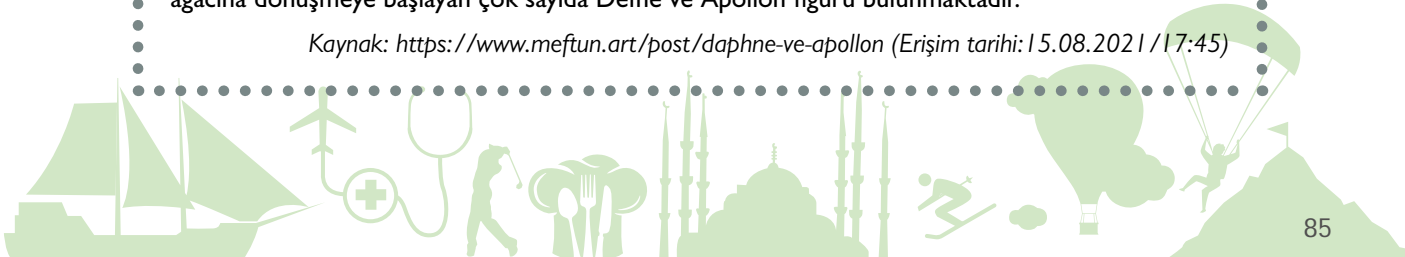 ağacına dönüşmeye başlayan çok sayıda Defne ve Apollon figürü bulunmaktadır.
Kaynak: https://www.meftun.art/post/daphne-ve-apollon (Erişim tarihi:15.08.2021/17:45)
85